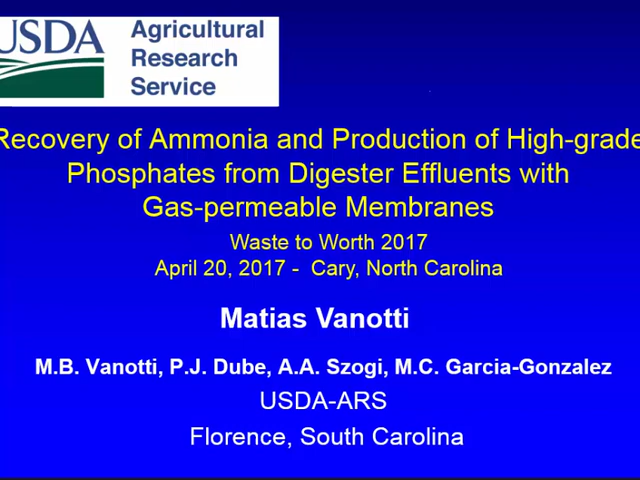 USDA
Agricultural
Research
Service
Recovery of Ammonia and Production of High-grade
Phosphates from Digester Effluents with
Gas-permeable Membranes
Waste to Worth 2017
April 20, 2017 - Cary, North Carolina
Matias Vanotti
M.B. Vanotti, P.J. Dube, A.A. Szogi, M.C. Garcia-Gonzalez
USDA-ARS
Florence, South Carolina